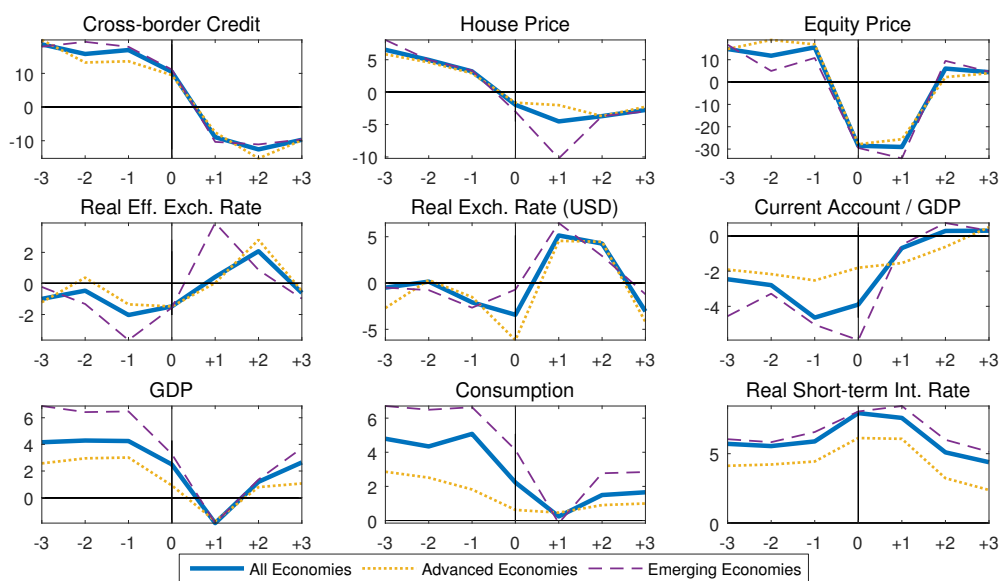 Cross-border Credit
10
0
-10
-3 -2 -1 0 +1 +2 +3
House Price
5
0
-5
-10
-3 -2 -1 0 +1 +2 +3
Equity Price
10
0
-10
-20
-30
-3 -2 -1 0 +1 +2 +3
Real Eff. Exch. Rate
2
0
-2
-3 -2 -1 0 +1 +2 +3
Real Exch. Rate (USD)
5
0
-5
-3 -2 -1 0 +1 +2 +3
Current Account / GDP
0
-2
-4
-3 -2 -1 0 +1 +2 +3
GDP
6
4
2
0
-3 -2 -1 0 +1 +2 +3
Consumption
6
4
2
0
-3 -2 -1 0 +1 +2 +3
Real Short-term Int. Rate
5
0
-3 -2 -1 0 +1 +2 +3
All Economies Advanced Economies Emerging Economies